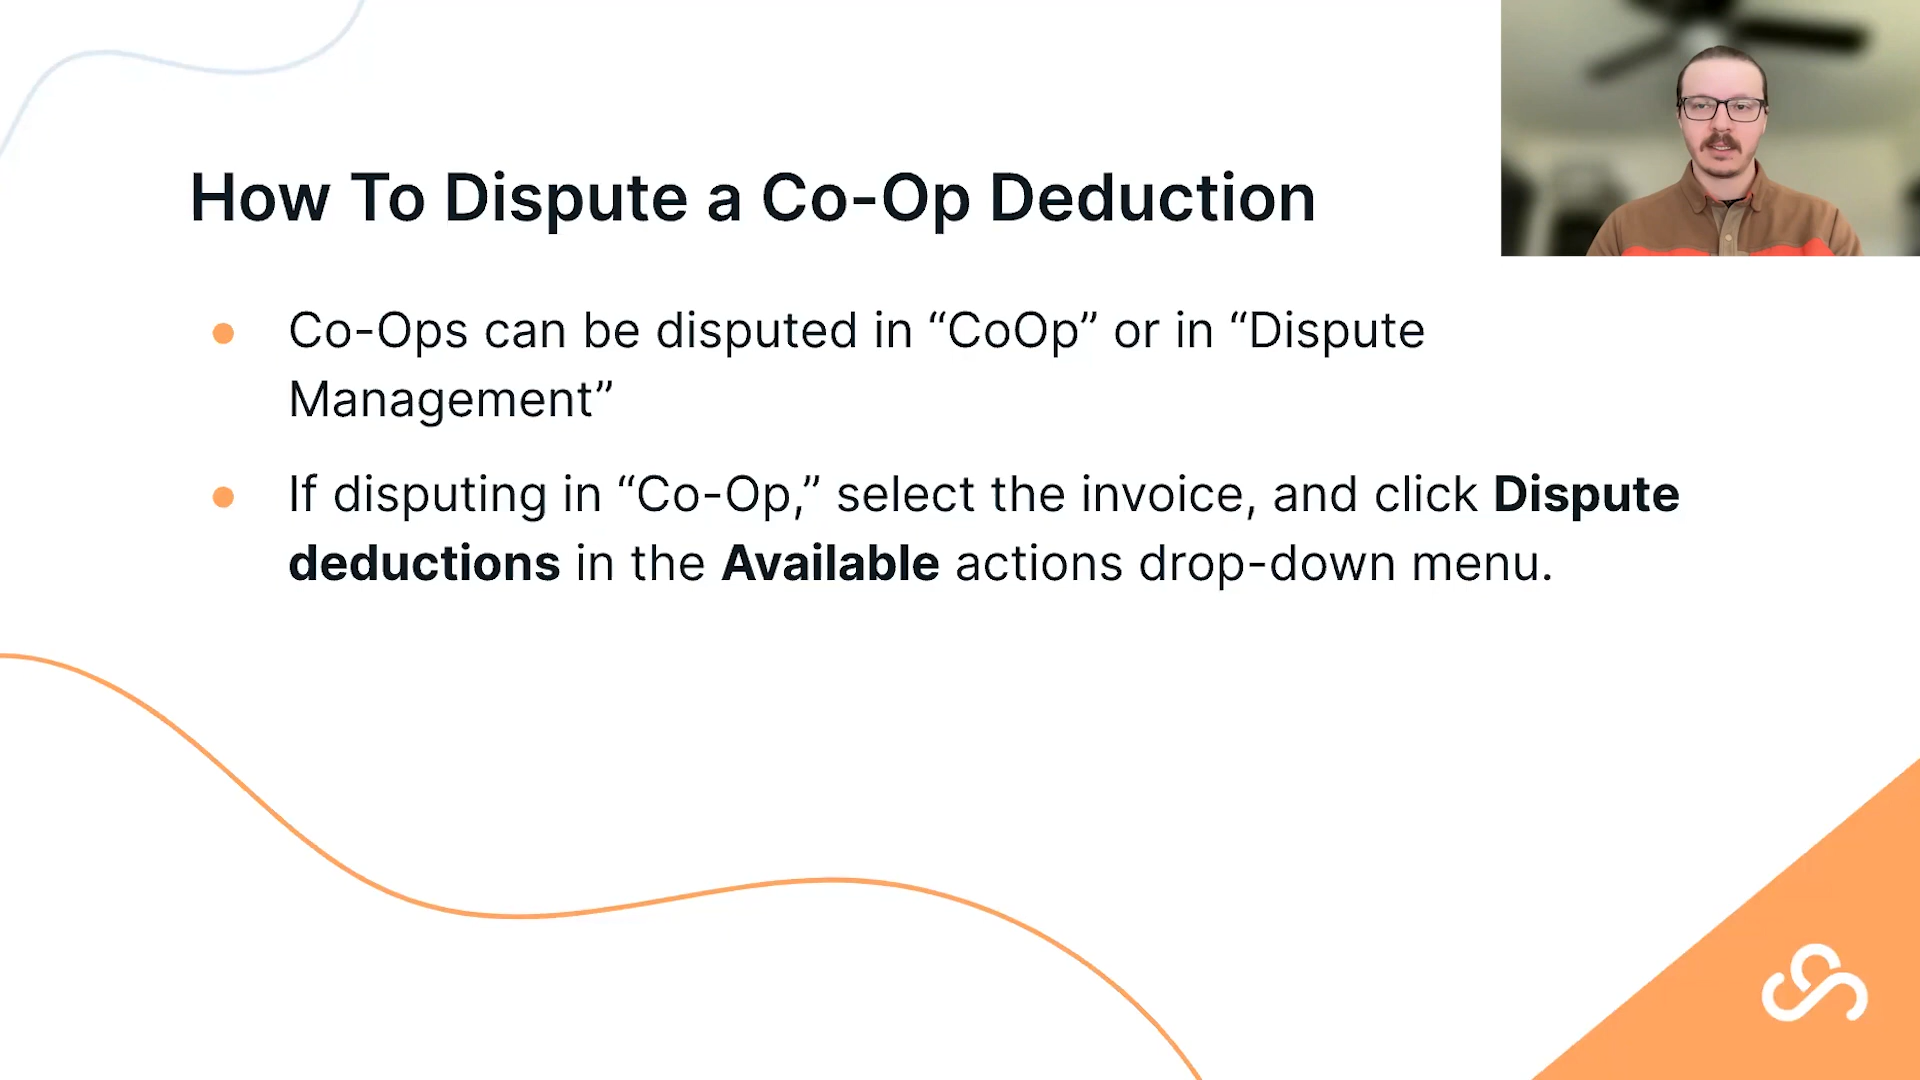 How To Dispute a Co-Op Deduction
Co-Ops can be disputed in “CoOp” or in “Dispute
Management”
If disputing in “Co-Op,” select the invoice, and click Dispute
deductions in the Available actions drop-down menu.